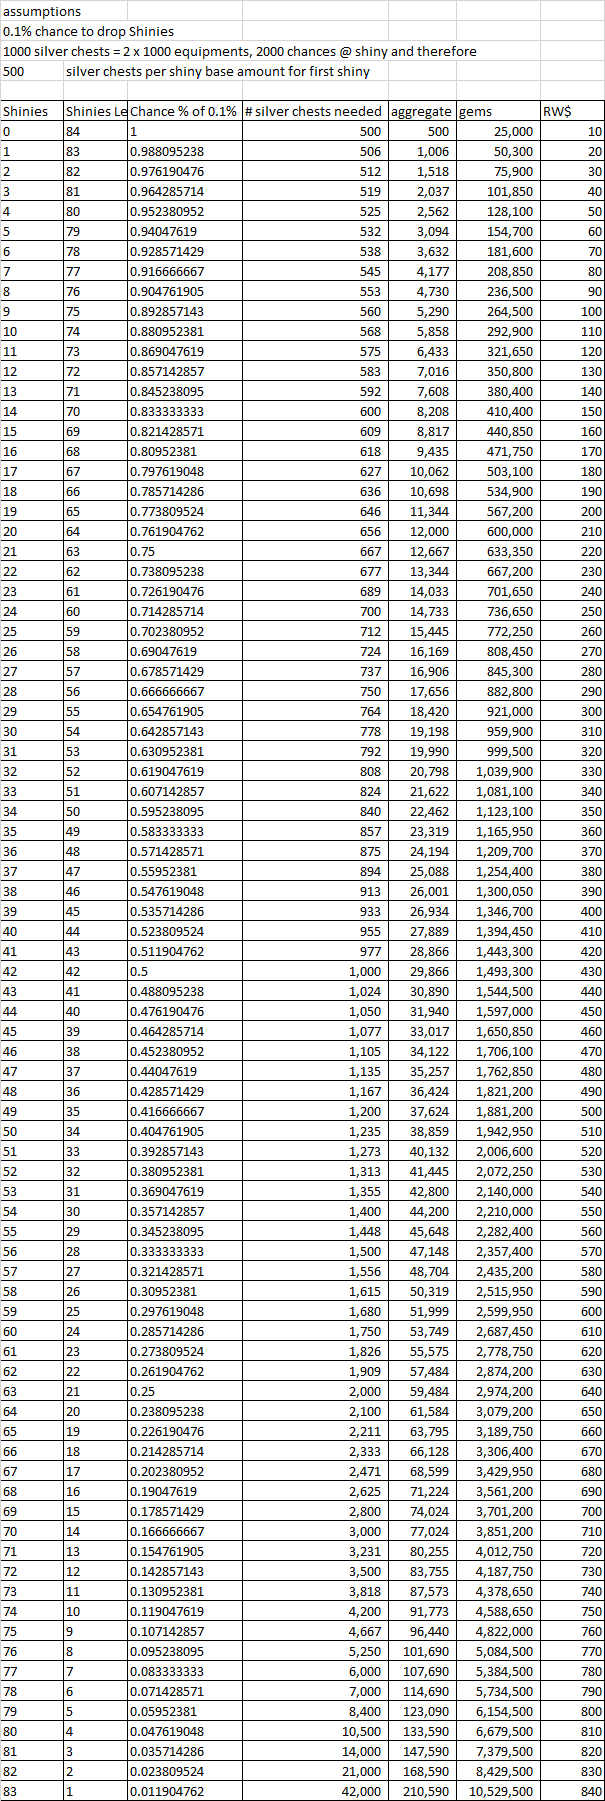 assumptions
0.1% chance to drop Shinies
1000 silver chests = 2 x 1000 equipments, 2000 chances @ shiny and therefore
500 silver chests per shiny base amount for first shiny
Shinies Shinies Le Chance % of 0.1% # silver chests needed aggregate gems RW$
0 84 1 500 500 25,000 10
1 83 0.988095238 506 1,006 50,300 20
2 82 0.976190476 512 1,518 75,900 30
3 81 0.964285714 519 2,037 101,850 40
4 80 0.952380952 525 2,562 128,100 50
5 79 0.94047619 532 3,094 154,700 60
6 78 0.928571429 538 3,632 181,600 70
7 77 0.916666667 545 4,177 208,850 80
8 76 0.904761905 553 4,730 236,500 90
9 75 0.892857143 560 5,290 264,500 100
10 74 0.880952381 568 5,858 292,900 110
11 73 0.869047619 575 6,433 321,650 120
12 72 0.857142857 583 7,016 350,800 130
13 71 0.845238095 592 7,608 380,400 140
14 70 0.833333333 600 8,208 410,400 150
15 69 0.821428571 609 8,817 440,850 160
16 68 0.80952381 618 9,435 471,750 170
17 67 0.797619048 627 10,062 503,100 180
18 66 0.785714286 636 10,698 534,900 190
19 65 0.773809524 646 11,344 567,200 200
20 64 0.761904762 656 12,000 600,000 210
21 63 0.75 667 12,667 633,350 220
22 62 0.738095238 677 13,344 667,200 230
23 61 0.726190476 689 14,033 701,650 240
24 60 0.714285714 700 14,733 736,650 250
25 59 0.702380952 712 15,445 772,250 260
26 58 0.69047619 724 16,169 808,450 270
27 57 0.678571429 737 16,906 845,300 280
28 56 0.666666667 750 17,656 882,800 290
29 55 0.654761905 764 18,420 921,000 300
30 54 0.642857143 778 19,198 959,900 310
31 53 0.630952381 792 19,990 999,500 320
32 52 0.619047619 808 20,798 1,039,900 330
33 51 0.607142857 824 21,622 1,081,100 340
34 50 0.595238095 840 22,462 1,123,100 350
35 49 0.583333333 857 23,319 1,165,950 360
36 48 0.571428571 875 24,194 1,209,700 370
37 47 0.55952381 894 25,088 1,254,400 380
38 46 0.547619048 913 26,001 1,300,050 390
39 45 0.535714286 933 26,934 1,346,700 400
40 44 0.523809524 955 27,889 1,394,450 410
41 43 0.511904762 977 28,866 1,443,300 420
42 42 0.5 1,000 29,866 1,493,300 430
43 41 0.488095238 1,024 30,890 1,544,500 440
44 40 0.476190476 1,050 31,940 1,597,000 450
45 39 0.464285714 1,077 33,017 1,650,850 460
46 38 0.452380952 1,105 34,122 1,706,100 470
47 37 0.44047619 1,135 35,257 1,762,850 480
48 36 0.428571429 1,167 36,424 1,821,200 490
49 35 0.416666667 1,200 37,624 1,881,200 500
50 34 0.404761905 1,235 38,859 1,942,950 510
51 33 0.392857143 1,273 40,132 2,006,600 520
52 32 0.380952381 1,313 41,445 2,072,250 530
53 31 0.369047619 1,355 42,800 2,140,000 540
54 30 0.357142857 1,400 44,200 2,210,000 550
55 29 0.345238095 1,448 45,648 2,282,400 560
56 28 0.333333333 1,500 47,148 2,357,400 570
57 27 0.321428571 1,556 48,704 2,435,200 580
58 26 0.30952381 1,615 50,319 2,515,950 590
59 25 0.297619048 1,680 51,999 2,599,950 600
60 24 0.285714286 1,750 53,749 2,687,450 610
61 23 0.273809524 1,826 55,575 2,778,750 620
62 22 0.261904762 1,909 57,484 2,874,200 630
63 21 0.25 2,000 59,484 2,974,200 640
64 20 0.238095238 2,100 61,584 3,079,200 650
65 19 0.226190476 2,211 63,795 3,189,750 660
66 18 0.214285714 2,333 66,128 3,306,400 670
67 17 0.202380952 2,471 68,599 3,429,950 680
68 16 0.19047619 2,625 71,224 3,561,200 690
69 15 0.178571429 2,800 74,024 3,701,200 700
70 14 0.166666667 3,000 77,024 3,851,200 710
71 13 0.154761905 3,231 80,255 4,012,750 720
72 12 0.142857143 3,500 83,755 4,187,750 730
73 11 0.130952381 3,818 87,573 4,378,650 740
74 10 0.119047619 4,200 91,773 4,588,650 750
75 9 0.107142857 4,667 96,440 4,822,000 760
76 8 0.095238095 5,250 101,690 5,084,500 770
77 7 0.083333333 6,000 107,690 5,384,500 780
78 6 0.071428571 7,000 114,690 5,734,500 790
79 5 0.05952381 8,400 123,090 6,154,500 800
80 4 0.047619048 10,500 133,590 6,679,500 810
81 3 0.035714286 14,000 147,590 7,379,500 820
82 2 0.023809524 21,000 168,590 8,429,500 830
83 1 0.011904762 42,000 210,590 10,529,500 840